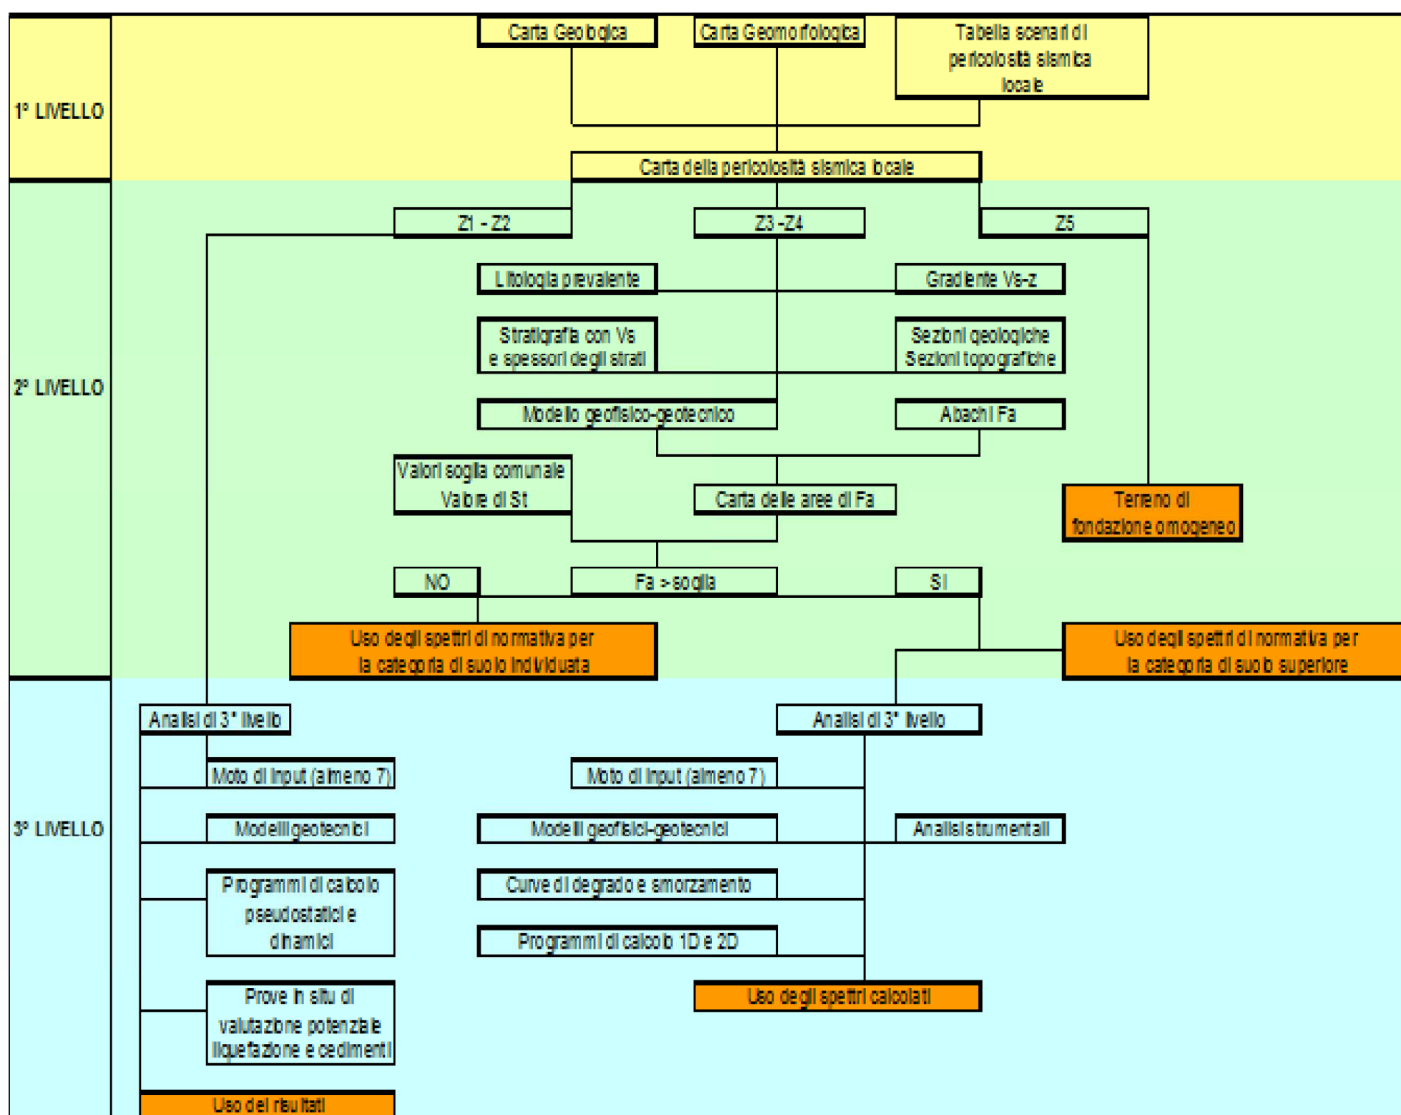 Carta Geologica
Carta Geomorfologica
Tabella scenari di
pericolosità sismica
locale
1° LIVELLO
Carta della pericolosità sismica locale
Z1 - Z2
Z3 -Z4
Z5
Litologia prevalente
Gradiente Vs-z
Stratigrafia con Vs
e spessori degli strati
Sezioni geologiche
Sezioni topografiche
2° LIVELLO
Modello geofisico-geotecnico
Abachi Fa
Valori soglia comunale
Valore di St
Carta delle aree di Fa
Terreno di
fondazione omogeneo
NO
Fa > soglia
SI
Uso degli spettri di normativa per
la categoria di suolo individuata
Uso degli spettri di normativa per
la categoria di suolo superiore
Analisi di 3° livello
Analisi di 3° livello
Moto di input (almeno 7)
Moto di input (almeno 7)
3° LIVELLO
Modelli geotecnici
Modelli geofisici-geotecnici
Analisi strumentali
Programmi di calcolo
pseudostatici e
dinamici
Curve di degrado e smorzamento
Programmi di calcolo 1D e 2D
Prove in situ di
valutazione potenziale
liquefazione e cedimenti
Uso degli spettri calcolati
Uso dei risultati